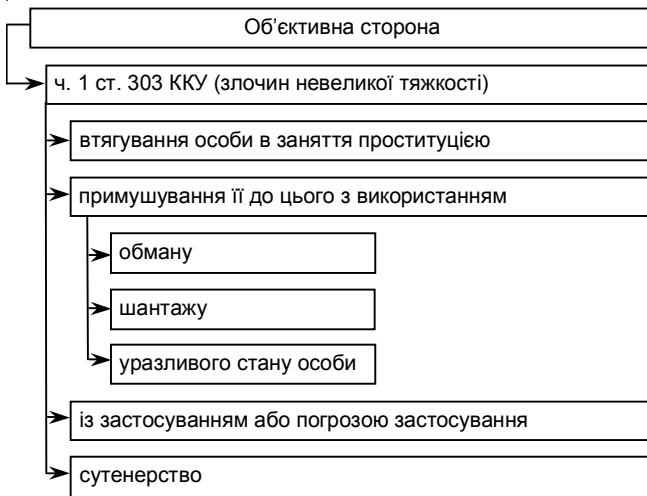 Об’єктивна сторона
ч. 1 ст. 303 ККУ (злочин невеликої тяжкості)
втягування особи в заняття проституцією
примушування її до цього з використанням
обману
шантажу
уразливого стану особи
із застосуванням або погрозою застосування
сутенерство